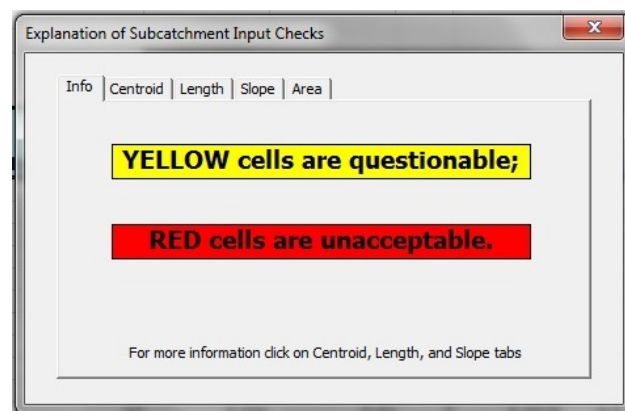 Explanation of Subcatchment Input Checks
x
Info Centroid Length Slope Area
YELLOW cells are questionable;
RED cells are unacceptable.
For more information click on Centroid, Length, and Slope tabs